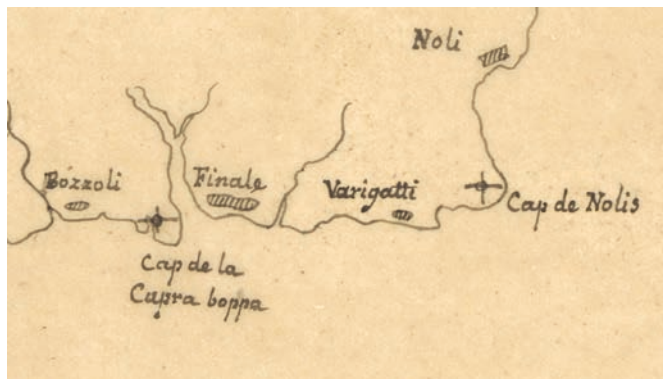 Noli
Bozzoli
Finale
Varigatti
Cap de Nolis
Cap de la
Capra boppa